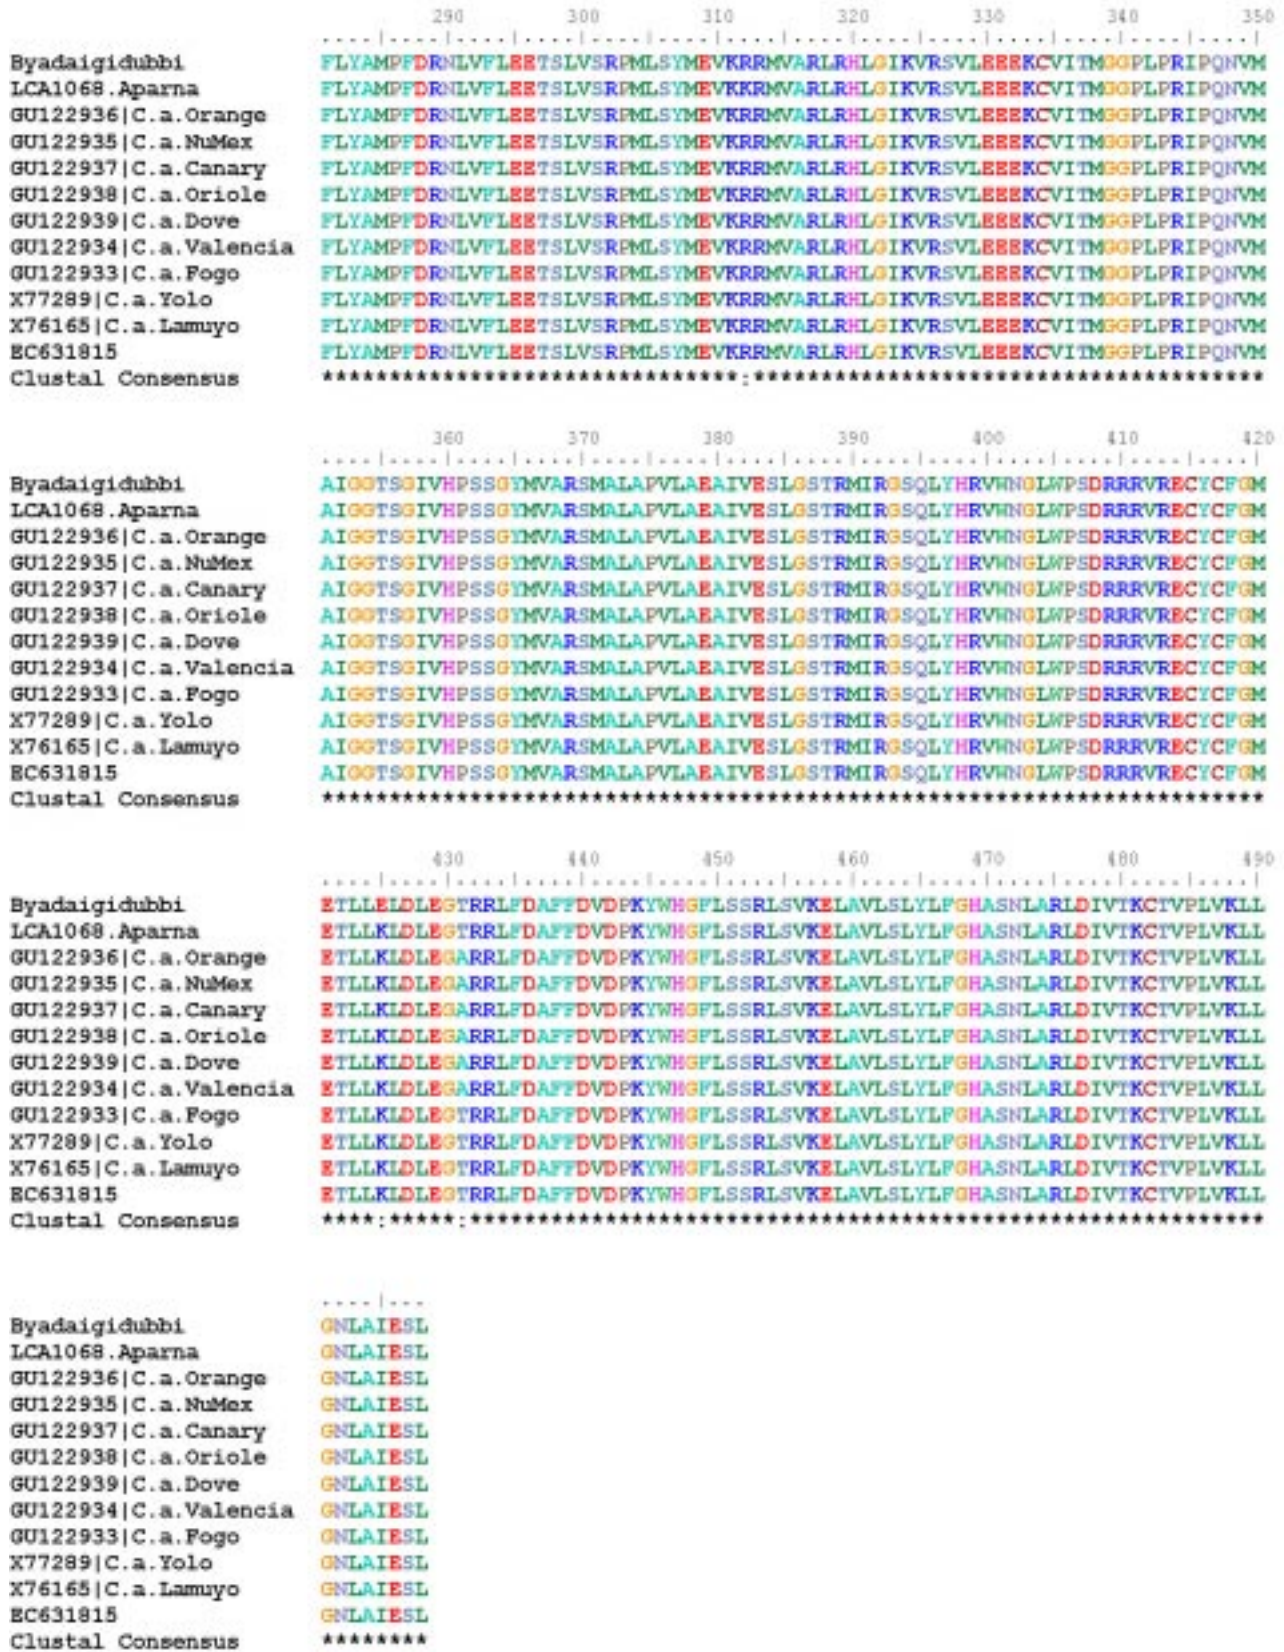 290 300 310 320 330 340 350
....|....|....|....|....|....|....|....|....|....|....|....|....|....|
Byadaigidubbi FLYAMPFDRNLVFLEETSLVSRPMLSYMEVKRRMVARLRHLGIKVRSVLEEEKCVITMGGPLPRIPQNVM
LCA1068.Aparna FLYAMPFDRNLVFLEETSLVSRPMLSYMEVKRRMVARLRHLGIKVRSVLEEEKCVITMGGPLPRIPQNVM
GU122936|C.a.Orange FLYAMPFDRNLVFLEETSLVSRPMLSYMEVKRRMVARLRHLGIKVRSVLEEEKCVITMGGPLPRIPQNVM
GU122935|C.a.NuMex FLYAMPFDRNLVFLEETSLVSRPMLSYMEVKRRMVARLRHLGIKVRSVLEEEKCVITMGGPLPRIPQNVM
GU122937|C.a.Canary FLYAMPFDRNLVFLEETSLVSRPMLSYMEVKRRMVARLRHLGIKVRSVLEEEKCVITMGGPLPRIPQNVM
GU122938|C.a.Oriole FLYAMPFDRNLVFLEETSLVSRPMLSYMEVKRRMVARLRHLGIKVRSVLEEEKCVITMGGPLPRIPQNVM
GU122939|C.a.Dove FLYAMPFDRNLVFLEETSLVSRPMLSYMEVKRRMVARLRHLGIKVRSVLEEEKCVITMGGPLPRIPQNVM
GU122934|C.a.Valencia FLYAMPFDRNLVFLEETSLVSRPMLSYMEVKRRMVARLRHLGIKVRSVLEEEKCVITMGGPLPRIPQNVM
GU122933|C.a.Fogo FLYAMPFDRNLVFLEETSLVSRPMLSYMEVKRRMVARLRHLGIKVRSVLEEEKCVITMGGPLPRIPQNVM
X77289|C.a.Yolo FLYAMPFDRNLVFLEETSLVSRPMLSYMEVKRRMVARLRHLGIKVRSVLEEEKCVITMGGPLPRIPQNVM
X76165|C.a.Lamuyo FLYAMPFDRNLVFLEETSLVSRPMLSYMEVKRRMVARLRHLGIKVRSVLEEEKCVITMGGPLPRIPQNVM
EC631815 FLYAMPFDRNLVFLEETSLVSRPMLSYMEVKRRMVARLRHLGIKVRSVLEEEKCVITMGGPLPRIPQNVM
Clustal Consensus *******************************:**************************************
360 370 380 390 400 410 420
....|....|....|....|....|....|....|....|....|....|....|....|....|....|
Byadaigidubbi AIGGTSGIVHPSSGYMVARSMALAPVLAEAIVESLGSTRMIRGSQLYHRVWNGLWPSDRRRVRECYCFGM
LCA1068.Aparna AIGGTSGIVHPSSGYMVARSMALAPVLAEAIVESLGSTRMIRGSQLYHRVWNGLWPSDRRRVRECYCFGM
GU122936|C.a.Orange AIGGTSGIVHPSSGYMVARSMALAPVLAEAIVESLGSTRMIRGSQLYHRVWNGLWPSDRRRVRECYCFGM
GU122935|C.a.NuMex AIGGTSGIVHPSSGYMVARSMALAPVLAEAIVESLGSTRMIRGSQLYHRVWNGLWPSDRRRVRECYCFGM
GU122937|C.a.Canary AIGGTSGIVHPSSGYMVARSMALAPVLAEAIVESLGSTRMIRGSQLYHRVWNGLWPSDRRRVRECYCFGM
GU122938|C.a.Oriole AIGGTSGIVHPSSGYMVARSMALAPVLAEAIVESLGSTRMIRGSQLYHRVWNGLWPSDRRRVRECYCFGM
GU122939|C.a.Dove AIGGTSGIVHPSSGYMVARSMALAPVLAEAIVESLGSTRMIRGSQLYHRVWNGLWPSDRRRVRECYCFGM
GU122934|C.a.Valencia AIGGTSGIVHPSSGYMVARSMALAPVLAEAIVESLGSTRMIRGSQLYHRVWNGLWPSDRRRVRECYCFGM
GU122933|C.a.Fogo AIGGTSGIVHPSSGYMVARSMALAPVLAEAIVESLGSTRMIRGSQLYHRVWNGLWPSDRRRVRECYCFGM
X77289|C.a.Yolo AIGGTSGIVHPSSGYMVARSMALAPVLAEAIVESLGSTRMIRGSQLYHRVWNGLWPSDRRRVRECYCFGM
X76165|C.a.Lamuyo AIGGTSGIVHPSSGYMVARSMALAPVLAEAIVESLGSTRMIRGSQLYHRVWNGLWPSDRRRVRECYCFGM
EC631815 AIGGTSGIVHPSSGYMVARSMALAPVLAEAIVESLGSTRMIRGSQLYHRVWNGLWPSDRRRVRECYCFGM
Clustal Consensus **********************************************************************
430 440 450 460 470 480 490
....|....|....|....|....|....|....|....|....|....|....|....|....|....|
Byadaigidubbi ETLLELDLEGTRRLFDAFFDVDPKYWHGFLSSRLSVKELAVLSLYLFGHASNLARLDIVTKCTVPLVKLL
LCA1068.Aparna ETLLKLDLEGTRRLFDAFFDVDPKYWHGFLSSRLSVKELAVLSLYLFGHASNLARLDIVTKCTVPLVKLL
GU122936|C.a.Orange ETLLKLDLEGARRLFDAFFDVDPKYWHGFLSSRLSVKELAVLSLYLFGHASNLARLDIVTKCTVPLVKLL
GU122935|C.a.NuMex ETLLKLDLEGARRLFDAFFDVDPKYWHGFLSSRLSVKELAVLSLYLFGHASNLARLDIVTKCTVPLVKLL
GU122937|C.a.Canary ETLLKLDLEGARRLFDAFFDVDPKYWHGFLSSRLSVKELAVLSLYLFGHASNLARLDIVTKCTVPLVKLL
GU122938|C.a.Oriole ETLLKLDLEGARRLFDAFFDVDPKYWHGFLSSRLSVKELAVLSLYLFGHASNLARLDIVTKCTVPLVKLL
GU122939|C.a.Dove ETLLKLDLEGARRLFDAFFDVDPKYWHGFLSSRLSVKELAVLSLYLFGHASNLARLDIVTKCTVPLVKLL
GU122934|C.a.Valencia ETLLKLDLEGARRLFDAFFDVDPKYWHGFLSSRLSVKELAVLSLYLFGHASNLARLDIVTKCTVPLVKLL
GU122933|C.a.Fogo ETLLKLDLEGTRRLFDAFFDVDPKYWHGFLSSRLSVKELAVLSLYLFGHASNLARLDIVTKCTVPLVKLL
X77289|C.a.Yolo ETLLKLDLEGTRRLFDAFFDVDPKYWHGFLSSRLSVKELAVLSLYLFGHASNLARLDIVTKCTVPLVKLL
X76165|C.a.Lamuyo ETLLKLDLEGTRRLFDAFFDVDPKYWHGFLSSRLSVKELAVLSLYLFGHASNLARLDIVTKCTVPLVKLL
EC631815 ETLLKLDLEGTRRLFDAFFDVDPKYWHGFLSSRLSVKELAVLSLYLFGHASNLARLDIVTKCTVPLVKLL
Clustal Consensus ****:*****:***********************************************************
....|...
Byadaigidubbi GNLAIESL
LCA1068.Aparna GNLAIESL
GU122936|C.a.Orange GNLAIESL
GU122935|C.a.NuMex GNLAIESL
GU122937|C.a.Canary GNLAIESL
GU122938|C.a.Oriole GNLAIESL
GU122939|C.a.Dove GNLAIESL
GU122934|C.a.Valencia GNLAIESL
GU122933|C.a.Fogo GNLAIESL
X77289|C.a.Yolo GNLAIESL
X76165|C.a.Lamuyo GNLAIESL
EC631815 GNLAIESL
Clustal Consensus ********